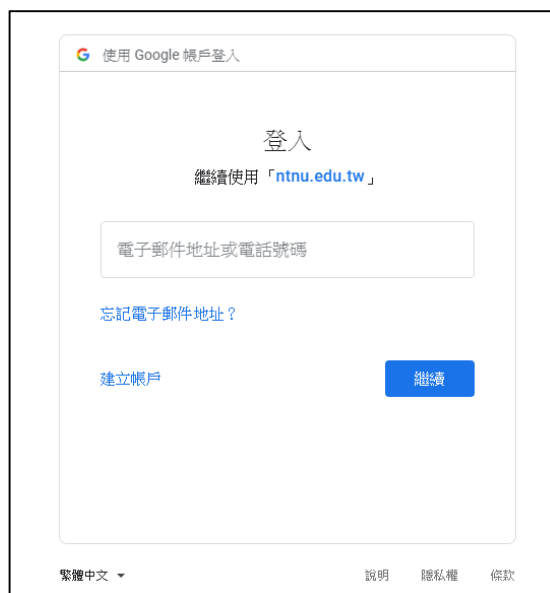 使用 Google 帳戶登入
登入
繼續使用「ntnu.edu.tw」
電子郵件地址或電話號碼
忘記電子郵件地址？
建立帳戶
繼續
繁體中文
說明 隱私權 條款